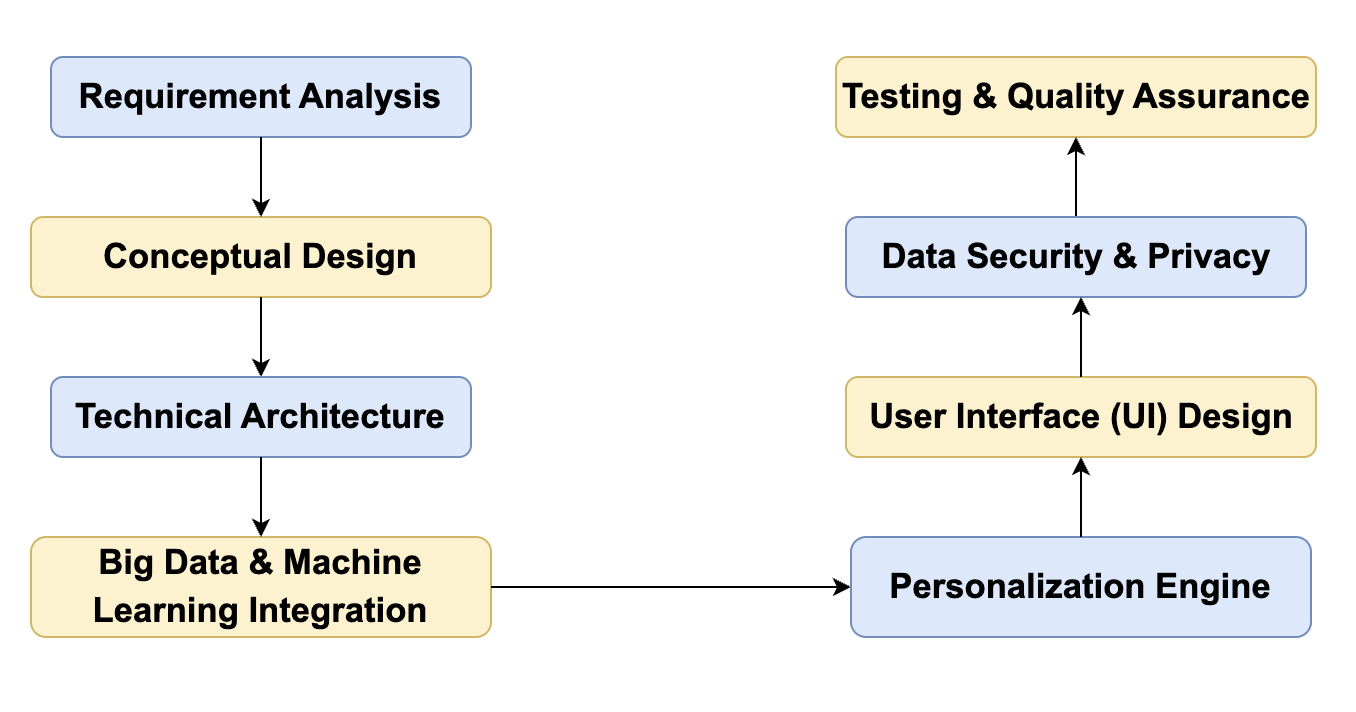 Requirement Analysis
Conceptual Design
Technical Architecture
Big Data & Machine
Learning Integration
Personalization Engine
User Interface (UI) Design
Data Security & Privacy
Testing & Quality Assurance